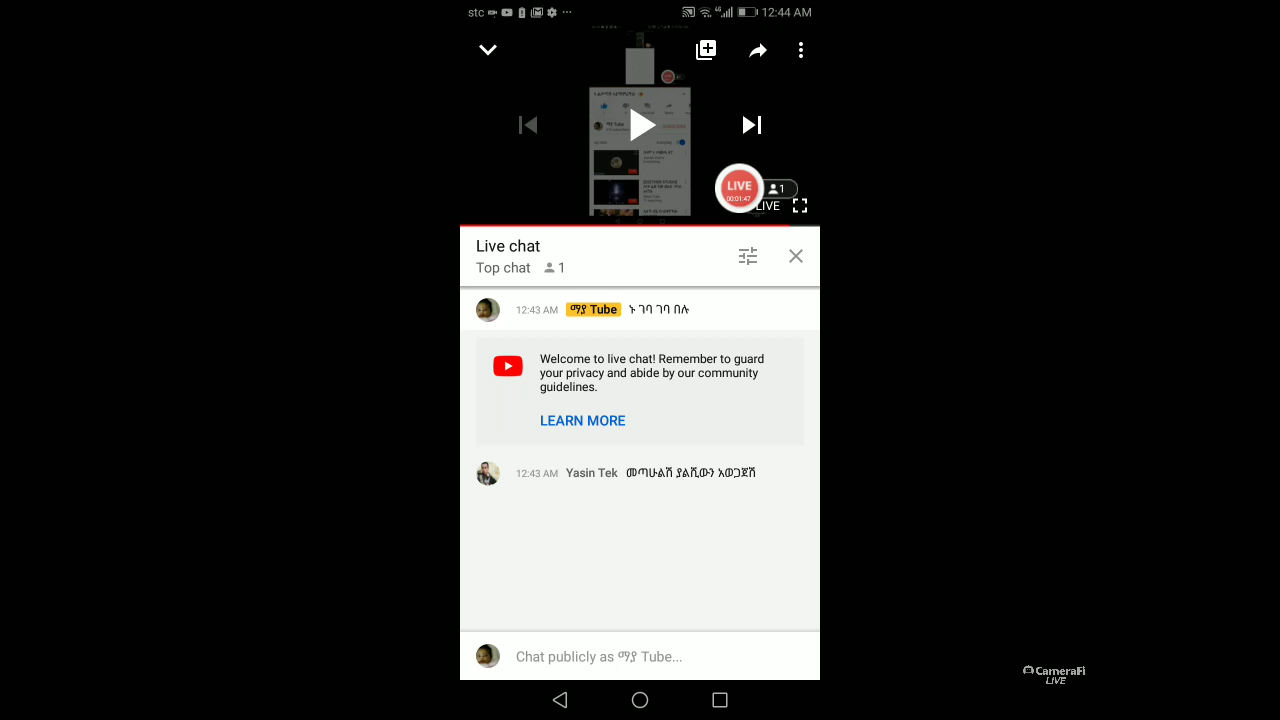 stc 4G 12:44 AM
LIVE
00:01:47
1
LIVE
Live chat
Top chat 1
12:43 AM ማያ Tube ኑ ገባ ገባ በሉ
Welcome to live chat! Remember to guard
your privacy and abide by our community
guidelines.
LEARN MORE
12:43 AM Yasin Tek መጣሁልሽ ያልሺውን አወጋጀሽ
Chat publicly as ማያ Tube...
CameraFi
LIVE